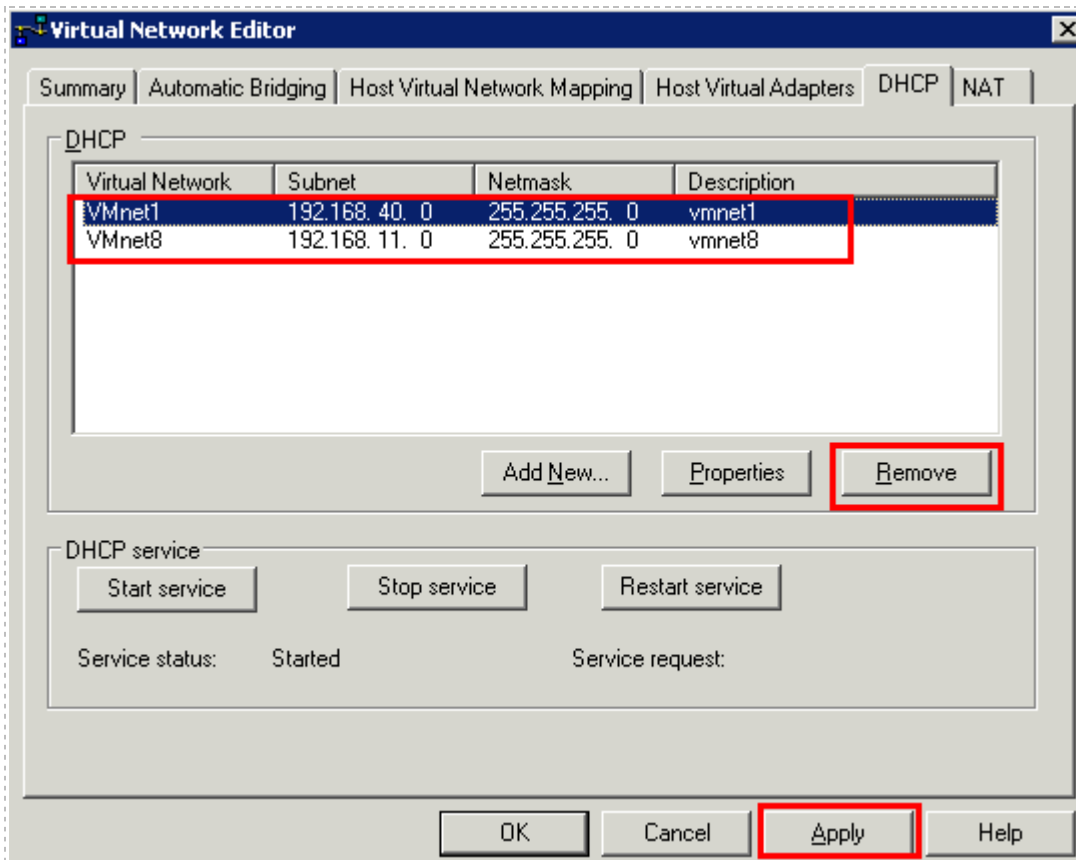 Virtual Network Editor
Summary Automatic Bridging Host Virtual Network Mapping Host Virtual Adapters DHCP NAT
DHCP
Virtual Network Subnet Netmask Description
VMnet1 192.168. 40. 0 255.255.255. 0 vmnet1
VMnet8 192.168. 11. 0 255.255.255. 0 vmnet8
Add New... Properties Remove
DHCP service
Start service Stop service Restart service
Service status: Started Service request:
OK Cancel Apply Help